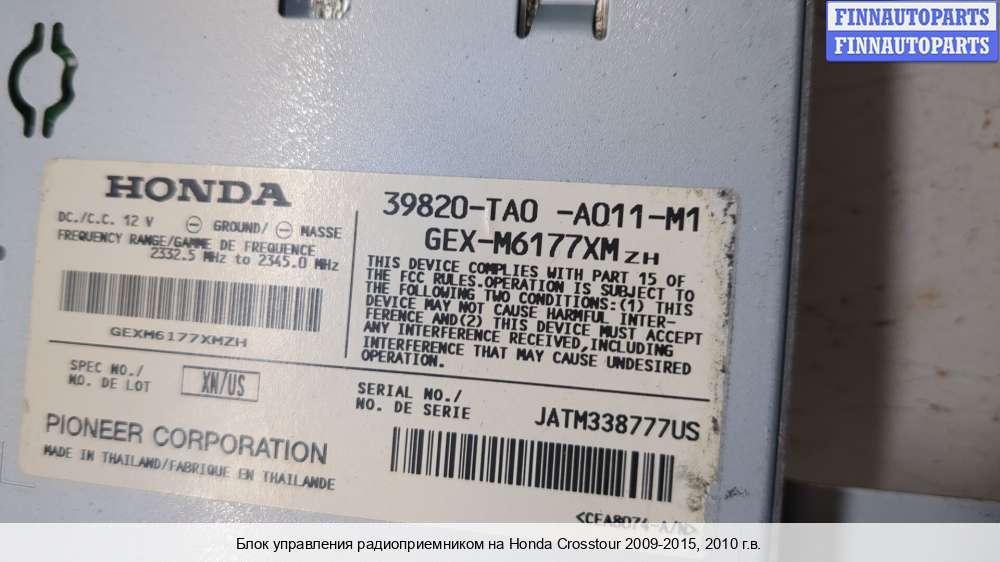 FINNAUTOPARTS
FINNAUTOPARTS
HONDA
DC./C.C. 12 V ⊖ GROUND/ ⊖ MASSE
FREQUENCY RANGE/GAMME DE FREQUENCE
2332.5 MHz to 2345.0 MHz
GEXM6177XMZH
SPEC NO./
NO. DE LOT
XN/US
PIONEER CORPORATION
MADE IN THAILAND/FABRIQUE EN THAILANDE
39820-TA0 -A011-M1
GEX-M6177XM ZH
THIS DEVICE COMPLIES WITH PART 15 OF
THE FCC RULES.OPERATION IS SUBJECT TO
THE FOLLOWING TWO CONDITIONS:(1) THIS
DEVICE MAY NOT CAUSE HARMFUL INTER-
FERENCE AND(2) THIS DEVICE MUST ACCEPT
ANY INTERFERENCE RECEIVED,INCLUDING
INTERFERENCE THAT MAY CAUSE UNDESIRED
OPERATION.
SERIAL NO./
NO. DE SERIE
JATM338777US
<CEA8074-A/N>
Блок управления радиоприемником на Honda Crosstour 2009-2015, 2010 г.в.